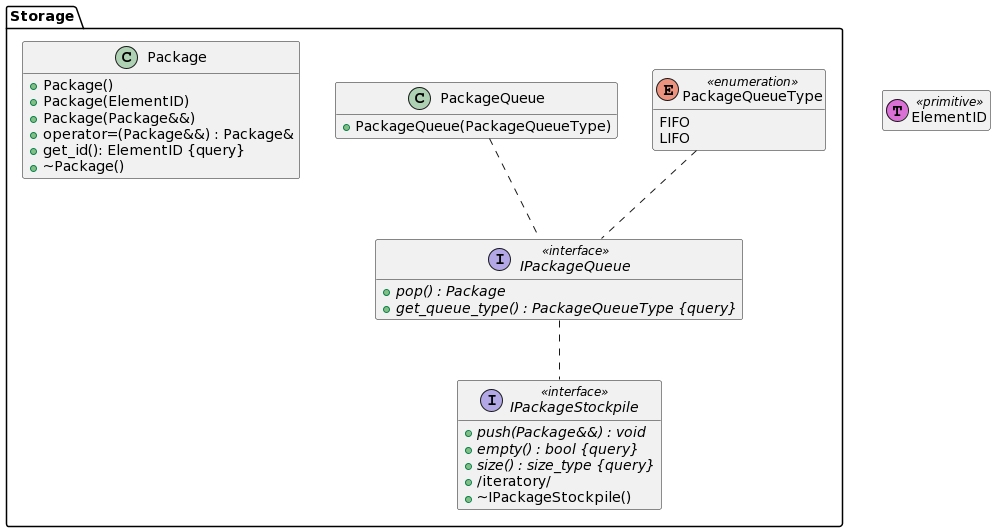 Storage
C Package
Package()
Package(ElementID)
Package(Package&&)
operator=(Package&&) : Package&
get_id(): ElementID {query}
~Package()
C PackageQueue
PackageQueue(PackageQueueType)
E «enumeration»
PackageQueueType
FIFO
LIFO
T «primitive»
ElementID
I «interface»
IPackageQueue
pop() : Package
get_queue_type() : PackageQueueType {query}
I «interface»
IPackageStockpile
push(Package&&) : void
empty() : bool {query}
size() : size_type {query}
/iteratory/
~IPackageStockpile()